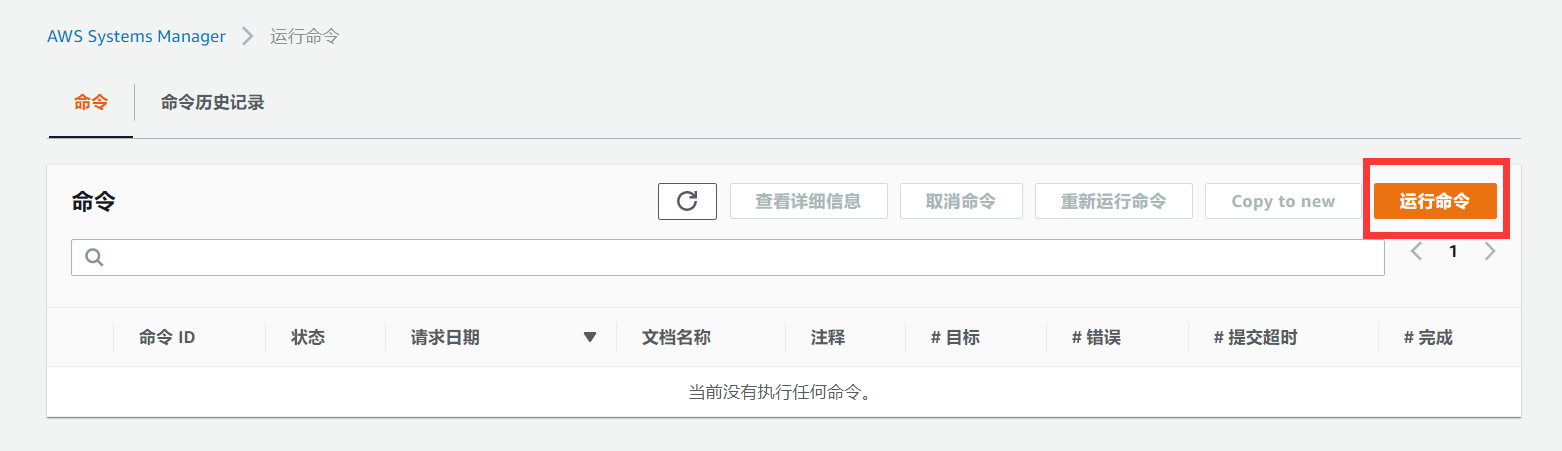 AWS Systems Manager 运行命令
命令 命令历史记录
命令 查看详细信息 取消命令 重新运行命令 Copy to new 运行命令
1
命令 ID 状态 请求日期 文档名称 注释 # 目标 # 错误 # 提交超时 # 完成
当前没有执行任何命令。